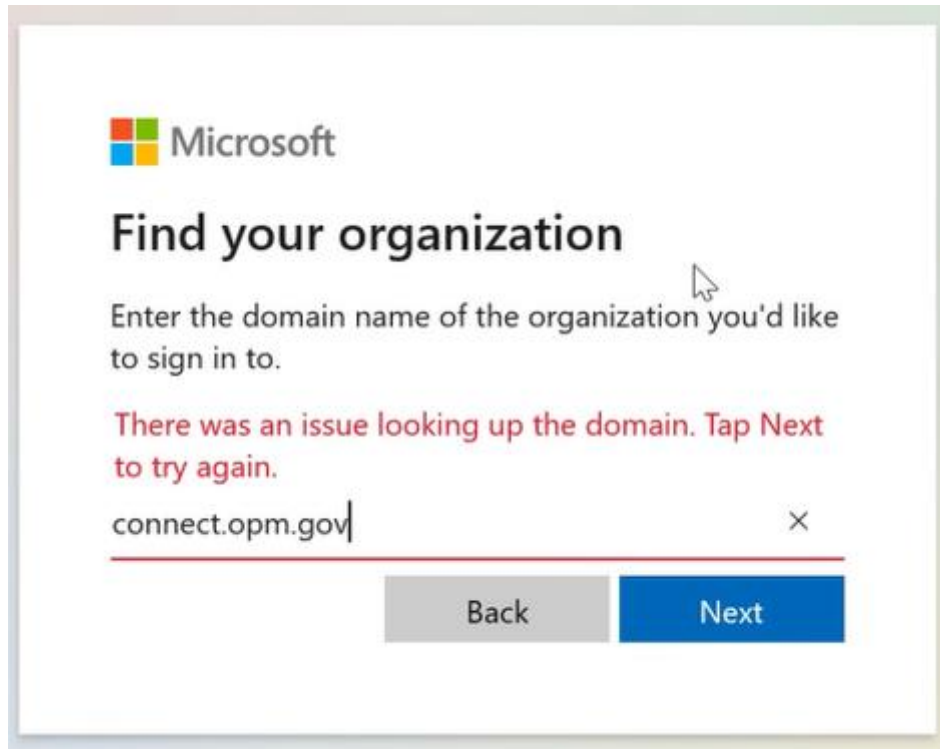 Microsoft
Find your organization
Enter the domain name of the organization you'd like
to sign in to.
There was an issue looking up the domain. Tap Next
to try again.
connect.opm.gov
Back
Next